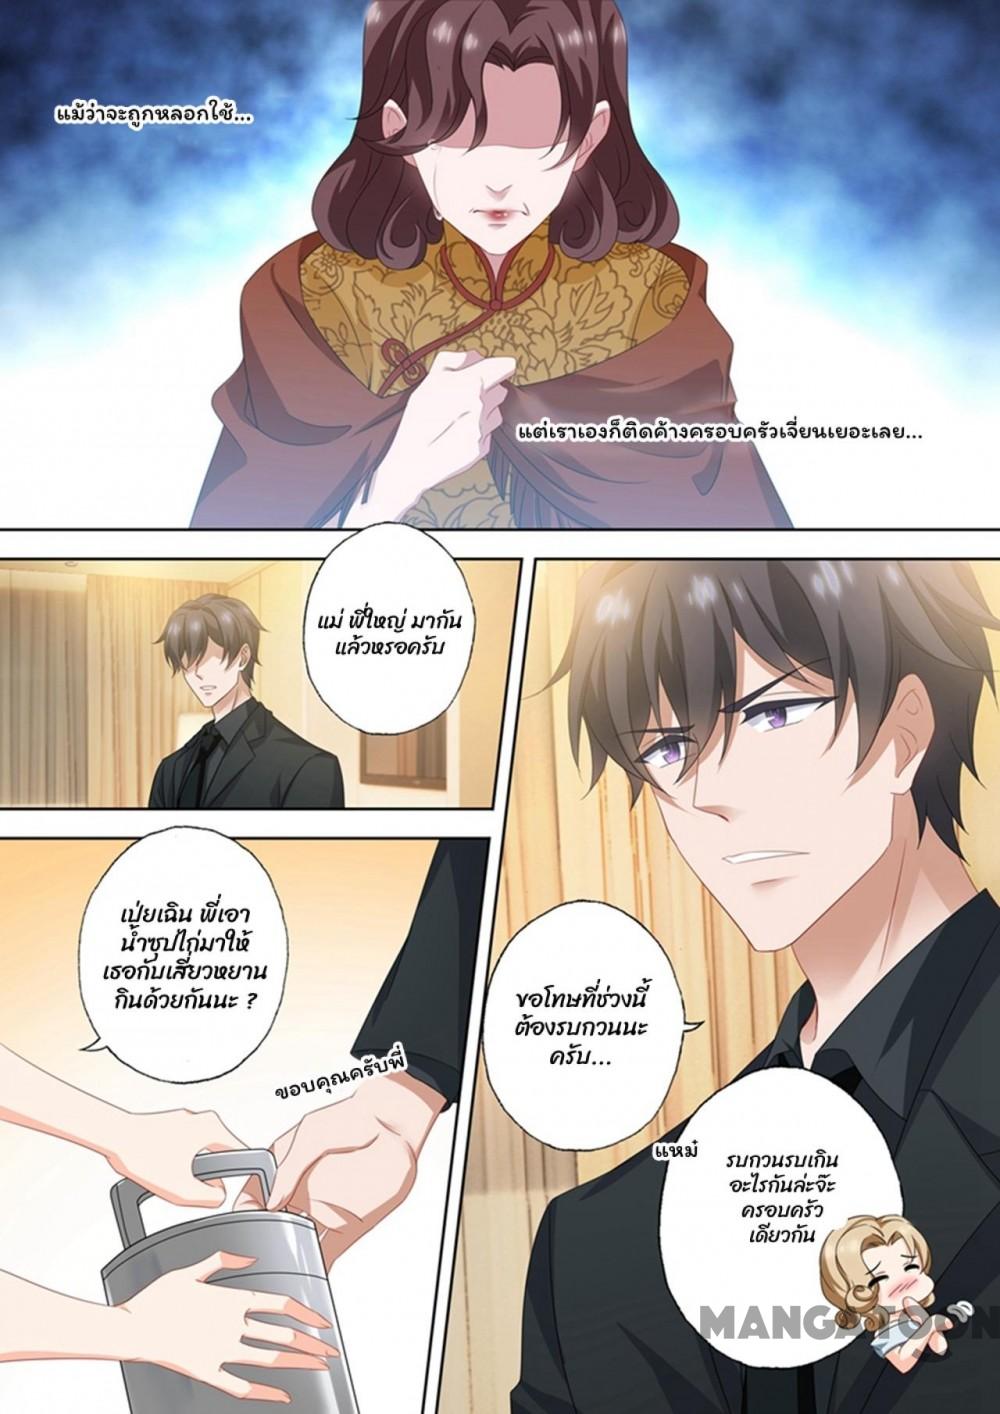 แม้ว่าจะถูกหลอกใช้...
แต่เราเองก็ติดค้างครอบครัวเจี่ยนเยอะเลย...
แม่ พี่ใหญ่ มากัน
แล้วหรอครับ
เป่ยเฉิน พี่เอา
น้ำซุปไก่มาให้
เธอกับเสี่ยวหยาน
กินด้วยกันนะ ?
ขอบคุณครับพี่
ขอโทษที่ช่วงนี้
ต้องรบกวนนะ
ครับ...
แหม๋
รบกวนรบเกิน
อะไรกันล่ะจ๊ะ
ครอบครัว
เดียวกัน
MANGATOON